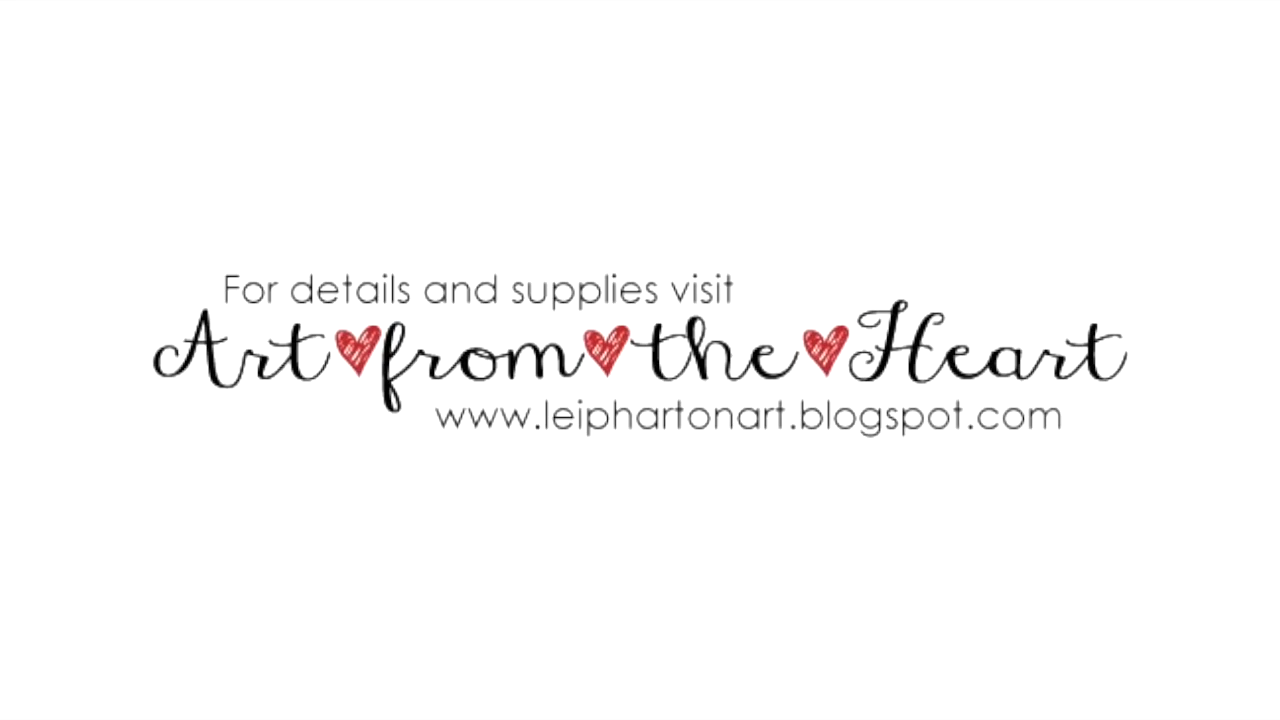 For details and supplies visit
Art from the Heart
www.leiphartonart.blogspot.com